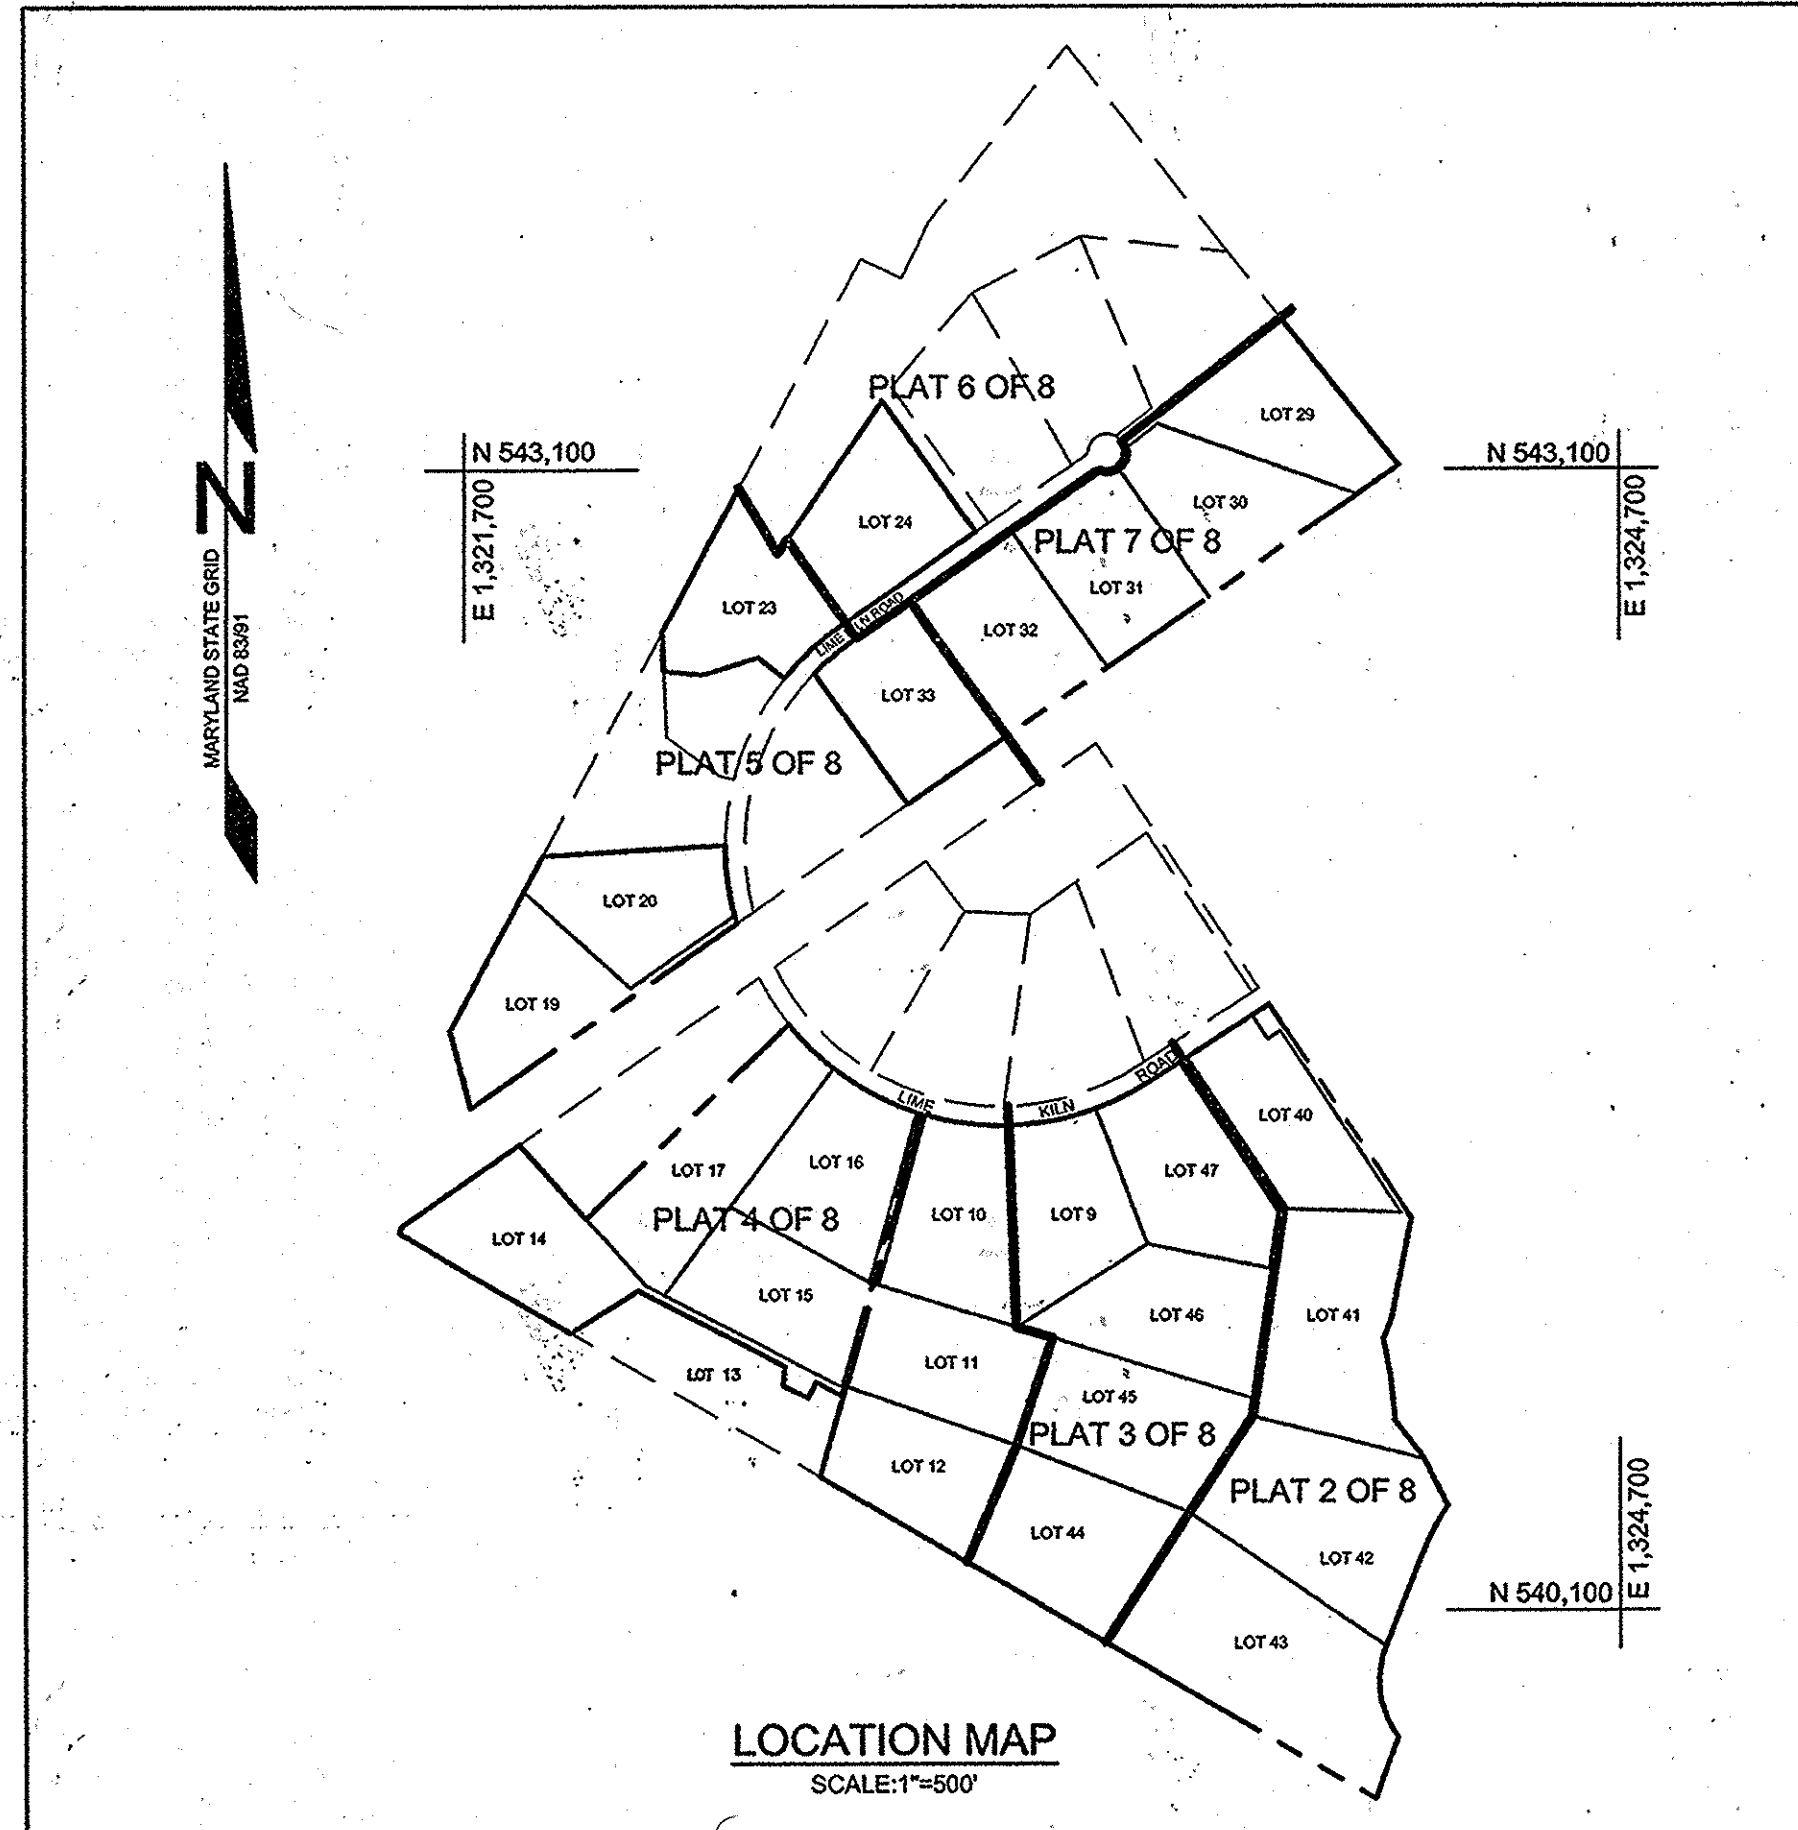 PLAT 6 OF 8
LOT 29
N 543,100
E 1,321,700
N 543,100
E 1,324,700
N
MARYLAND STATE GRID
NAD 83/91
LOT 24
LOT 30
PLAT 7 OF 8
LOT 31
LOT 23
LIME KILN ROAD
LOT 32
LOT 33
PLAT 5 OF 8
LOT 20
LOT 19
LIME KILN ROAD
LOT 40
LOT 17
LOT 16
LOT 47
PLAT 4 OF 8
LOT 10
LOT 9
LOT 14
LOT 15
LOT 46
LOT 41
LOT 13
LOT 11
LOT 45
PLAT 3 OF 8
LOT 12
PLAT 2 OF 8
LOT 44
LOT 42
N 540,100
E 1,324,700
LOT 43
LOCATION MAP
SCALE:1"=500'